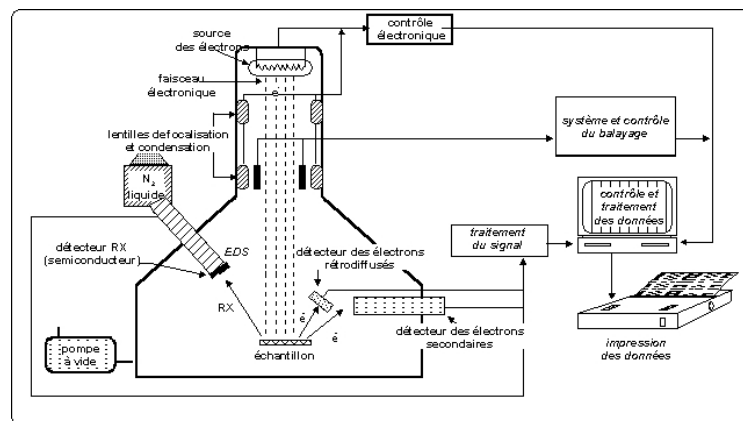 source
des électrons
contrôle
électronique
faisceau
électronique
e⁻
lentilles de focalisation
et condensation
système et contrôle
du balayage
N₂
liquide
contrôle et
traitement
des données
détecteur RX
(semiconducteur)
EDS
détecteur des électrons
rétrodiffusés
traitement
du signal
RX
e⁻
e⁻
détecteur des électrons
secondaires
pompe
à vide
échantillon
impression
des données